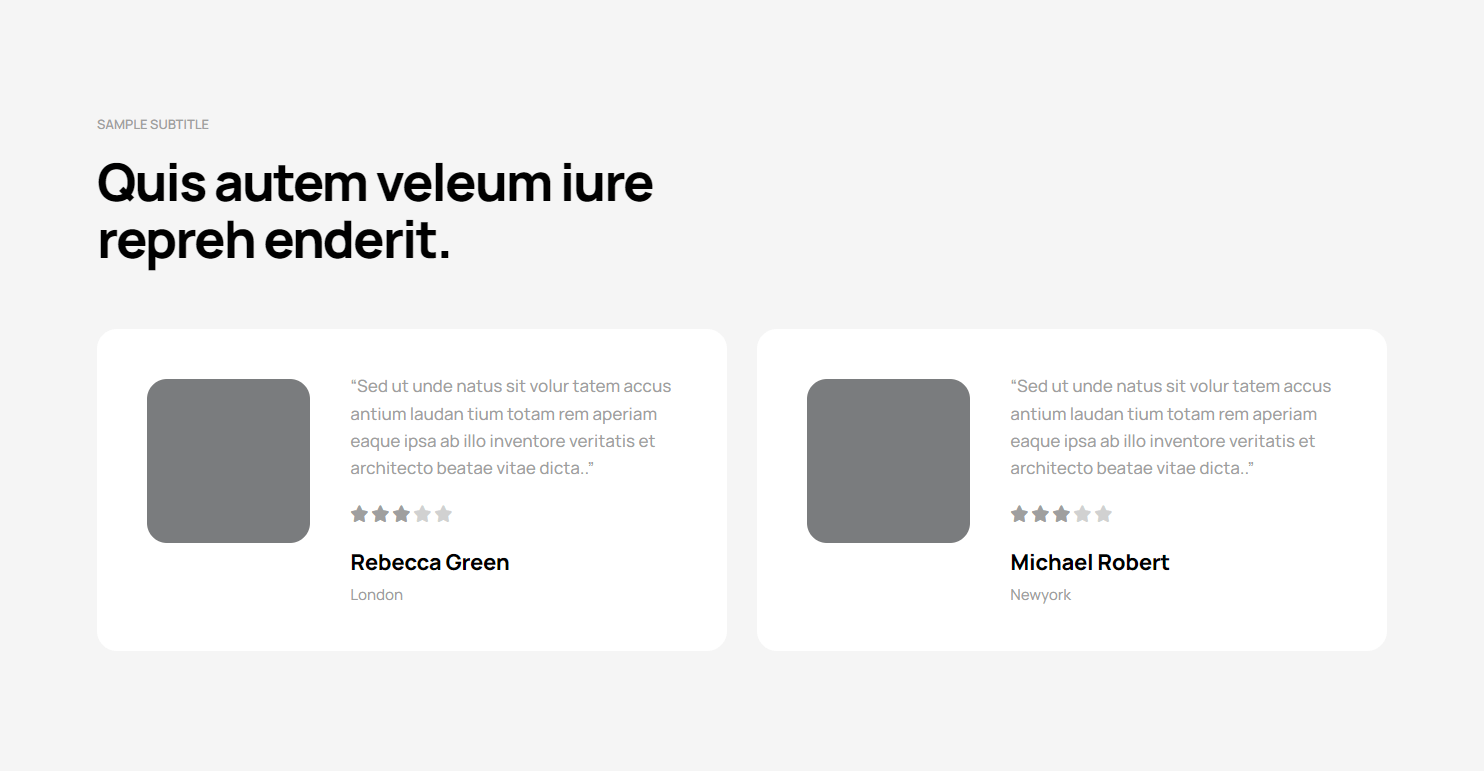 SAMPLE SUBTITLE
Quis autem veleum iure
repreh enderit.
“Sed ut unde natus sit volur tatem accus
antium laudan tium totam rem aperiam
eaque ipsa ab illo inventore veritatis et
architecto beatae vitae dicta..”
Rebecca Green
London
“Sed ut unde natus sit volur tatem accus
antium laudan tium totam rem aperiam
eaque ipsa ab illo inventore veritatis et
architecto beatae vitae dicta..”
Michael Robert
Newyork